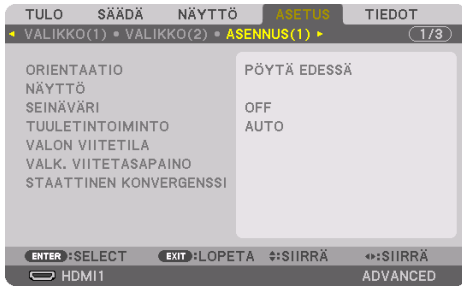 TULO SÄÄDÄ NÄYTTÖ ASETUS TIEDOT
◂ VALIKKO(1) • VALIKKO(2) • ASENNUS(1) ▸ (1/3)
ORIENTAATIO PÖYTÄ EDESSÄ
NÄYTTÖ
SEINÄVÄRI OFF
TUULETINTOIMINTO AUTO
VALON VIITETILA
VALK. VIITETASAPAINO
STAATTINEN KONVERGENSSI
ENTER :SELECT EXIT :LOPETA ♦:SIIRRÄ ◂▸:SIIRRÄ
HDMI1 ADVANCED